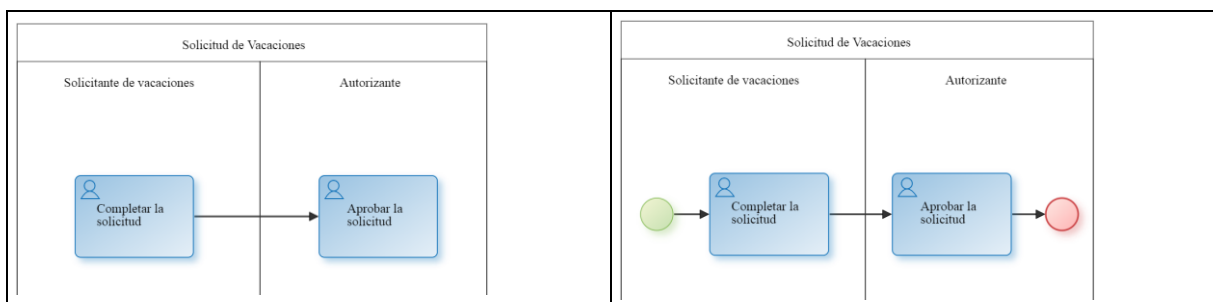 Solicitud de Vacaciones
Solicitante de vacaciones
Autorizante
Completar la
solicitud
Aprobar la
solicitud
Solicitud de Vacaciones
Solicitante de vacaciones
Autorizante
Completar la
solicitud
Aprobar la
solicitud